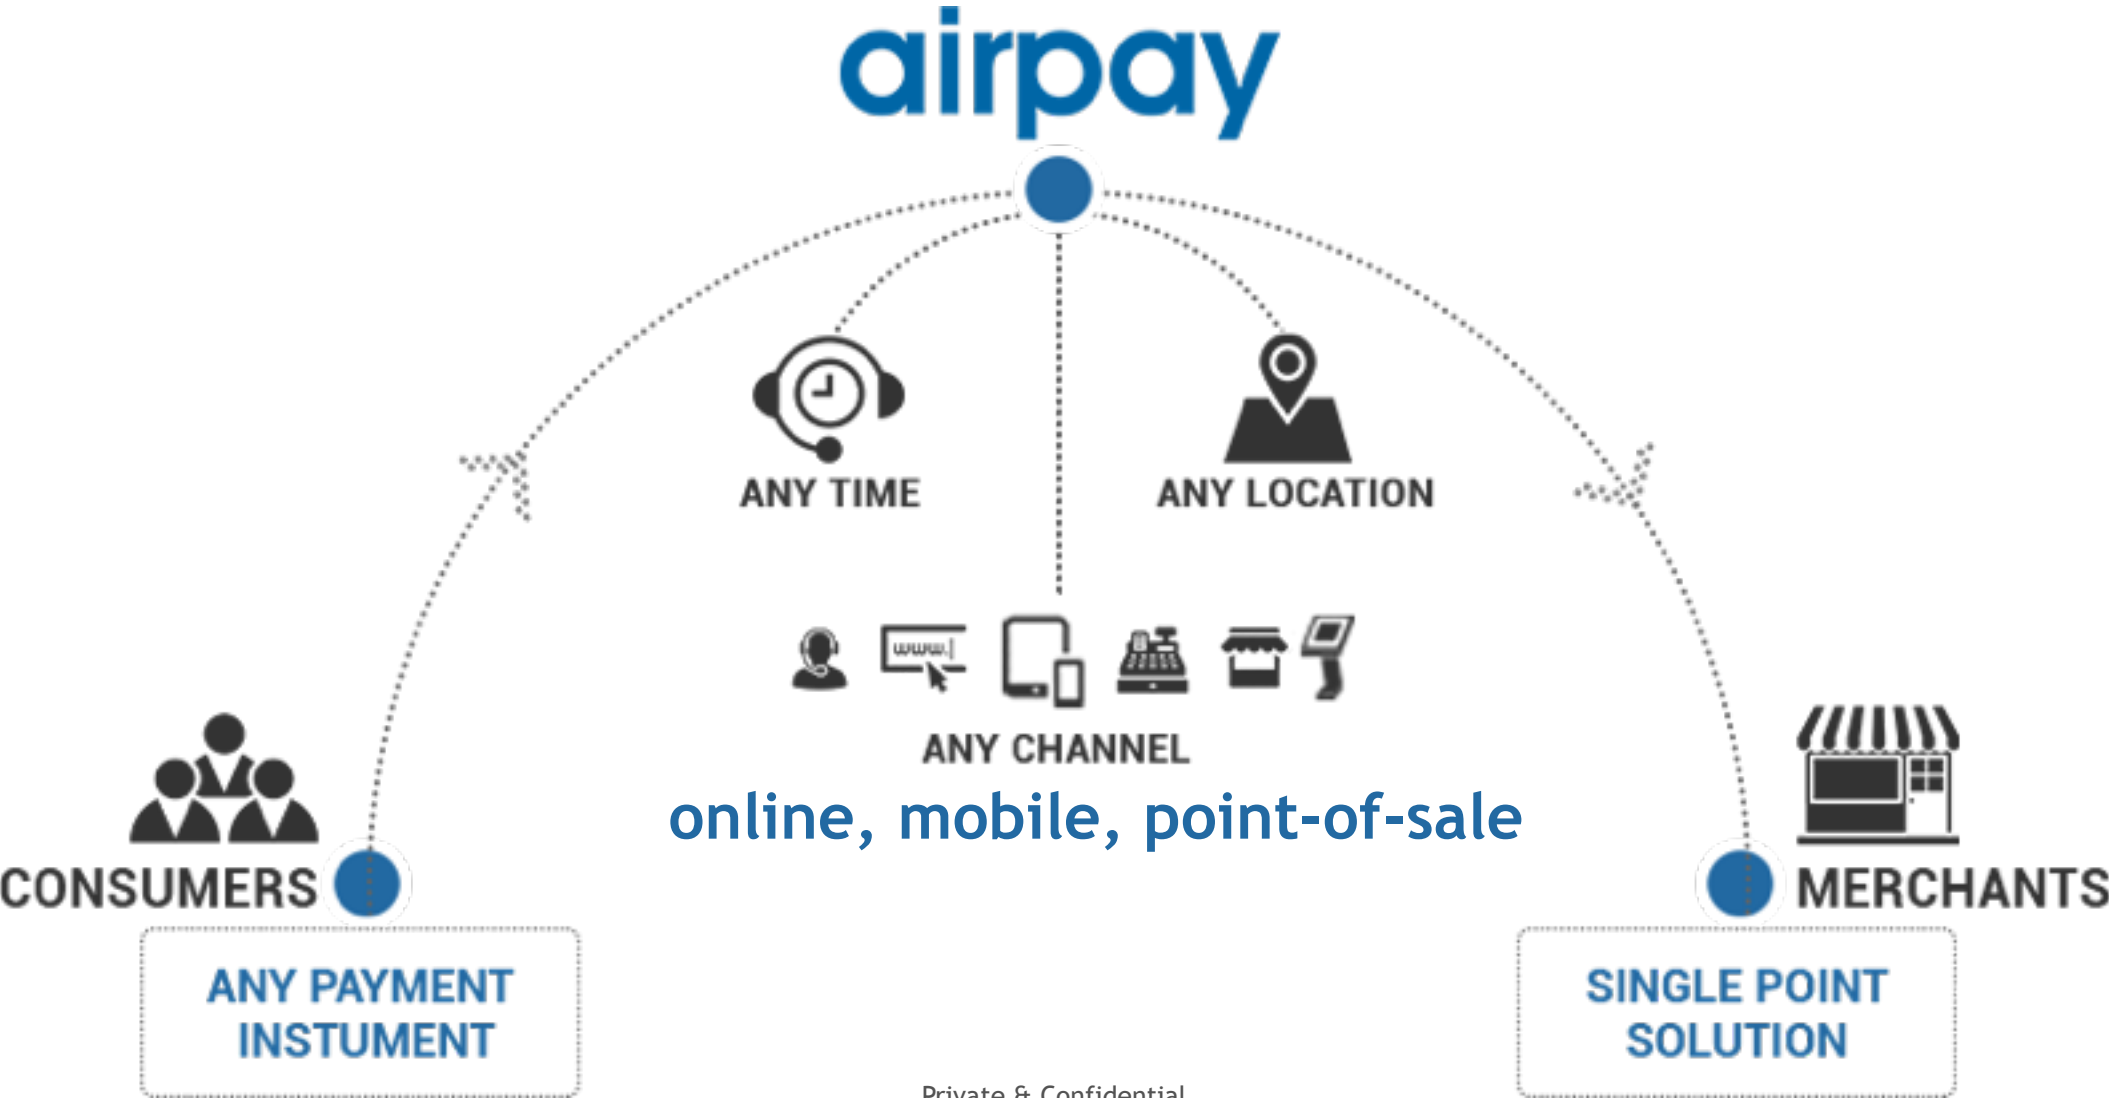 airpay
ANY TIME
ANY LOCATION
www.
ANY CHANNEL
online, mobile, point-of-sale
CONSUMERS
MERCHANTS
ANY PAYMENT
INSTUMENT
SINGLE POINT
SOLUTION
Private & Confidential